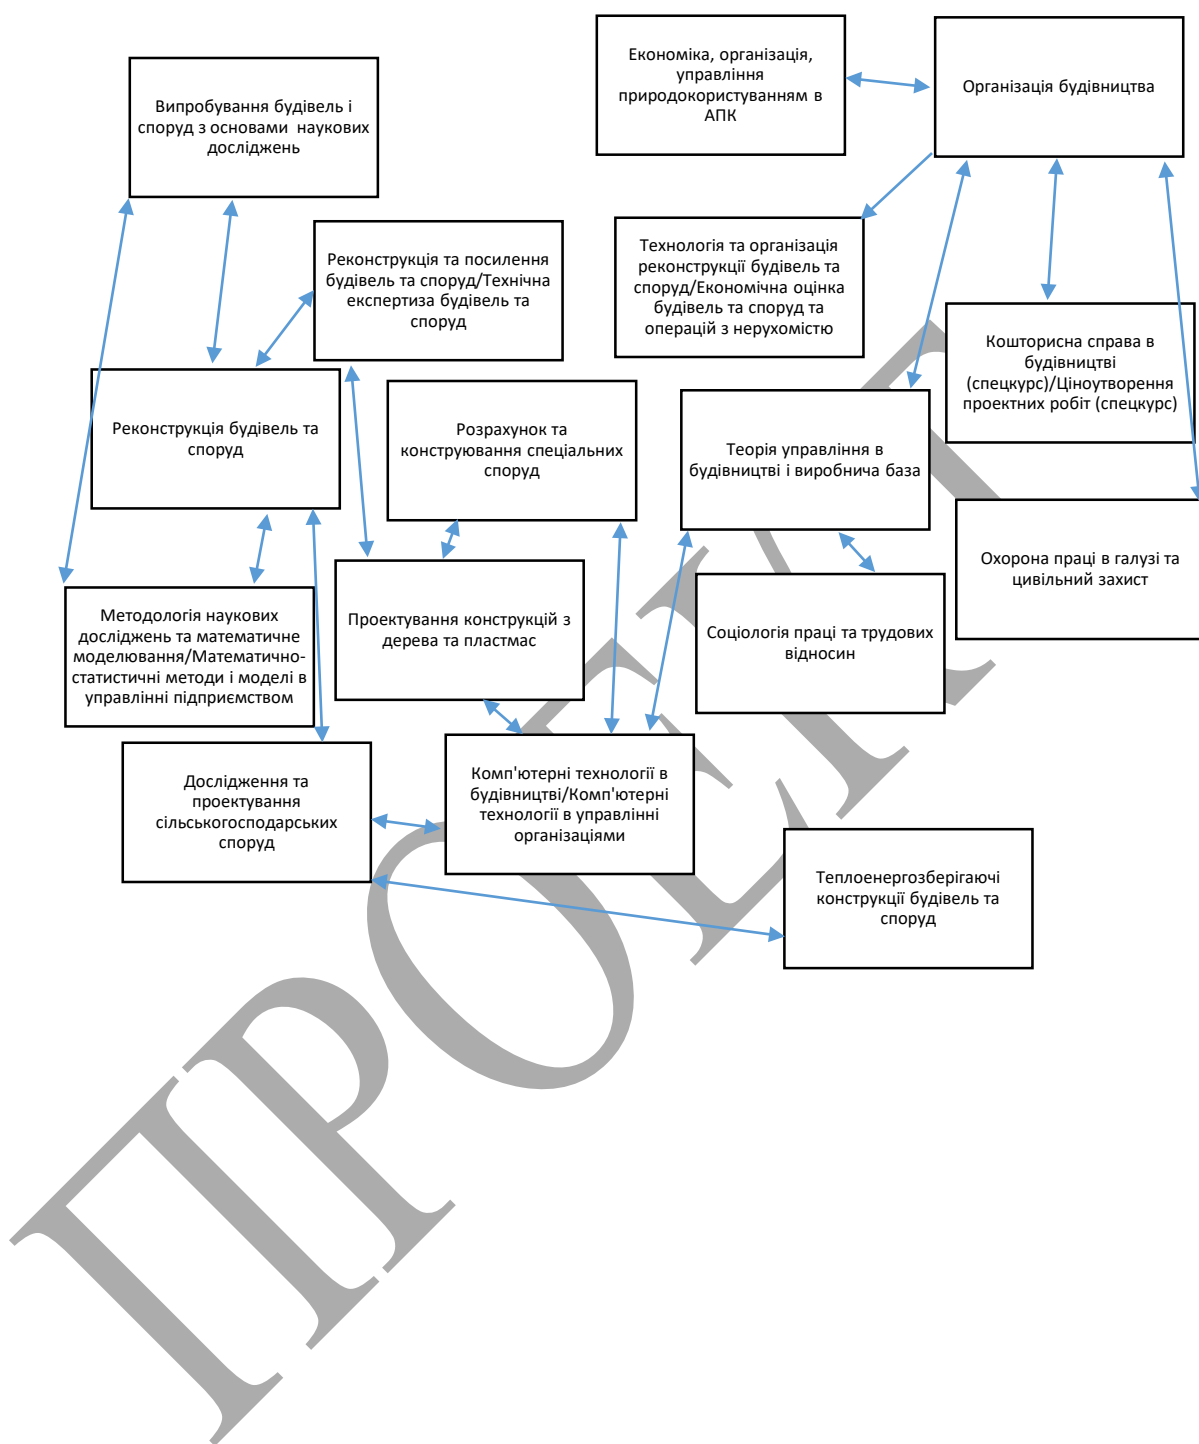 Економіка, організація,
управління
природокористуванням в
АПК
Організація будівництва
Випробування будівель і
споруд з основами наукових
досліджень
Реконструкція та посилення
будівель та споруд/Технічна
експертиза будівель та
споруд
Технологія та організація
реконструкції будівель та
споруд/Економічна оцінка
будівель та споруд та
операцій з нерухомістю
Кошторисна справа в
будівництві
(спецкурс)/Ціноутворення
проектних робіт (спецкурс)
Реконструкція будівель та
споруд
Розрахунок та
конструювання спеціальних
споруд
Теорія управління в
будівництві і виробнича база
Охорона праці в галузі та
цивільний захист
Методологія наукових
досліджень та математичне
моделювання/Математично-
статистичні методи і моделі в
управлінні підприємством
Проектування конструкцій з
дерева та пластмас
Соціологія праці та трудових
відносин
Дослідження та
проектування
сільськогосподарських
споруд
Комп'ютерні технології в
будівництві/Комп'ютерні
технології в управлінні
організаціями
Теплоенергозберігаючі
конструкції будівель та
споруд
ПРОЕКТ